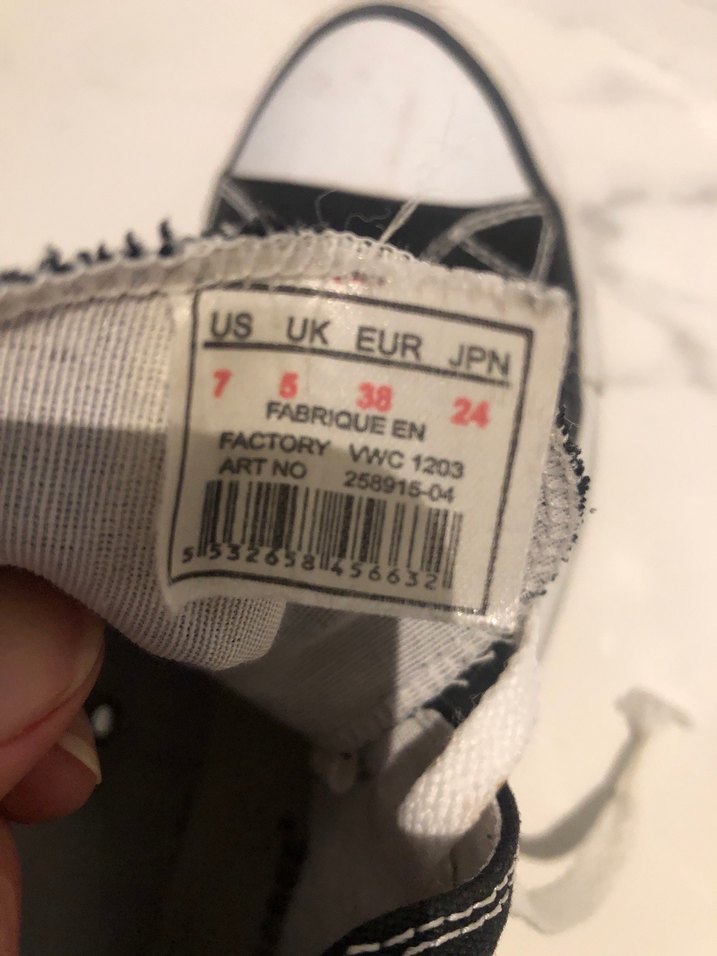 US UK EUR JPN
7 5 38 24
FABRIQUE EN
FACTORY VWC 1203
ART NO 258915-04
5 532658 456632